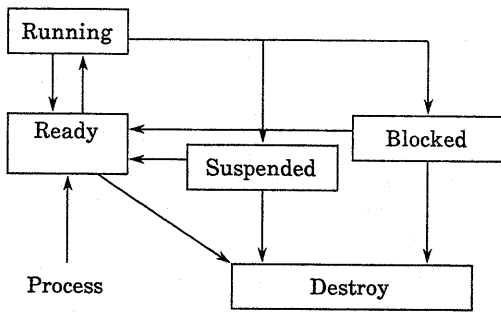 Running
Ready
Blocked
Suspended
Process
Destroy